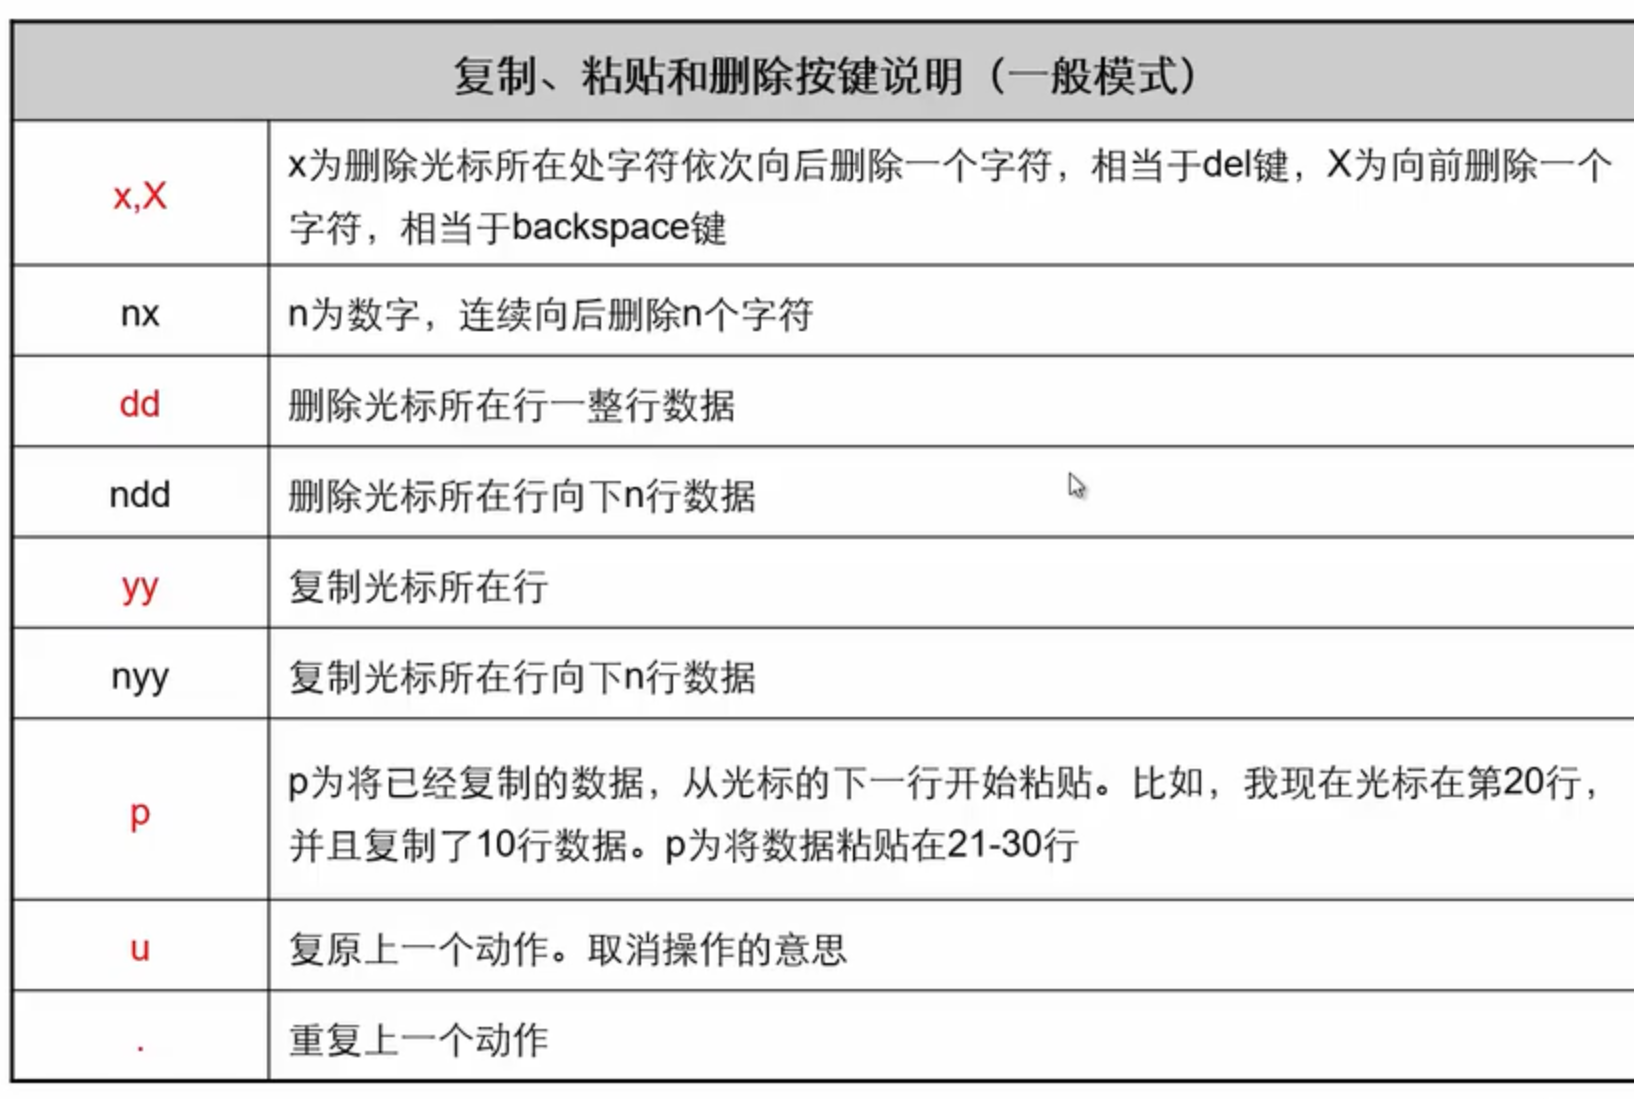 复制、粘贴和删除按键说明（一般模式）
x,X
x为删除光标所在处字符依次向后删除一个字符，相当于del键，X为向前删除一个
字符，相当于backspace键
nx
n为数字，连续向后删除n个字符
dd
删除光标所在行一整行数据
ndd
删除光标所在行向下n行数据
yy
复制光标所在行
nyy
复制光标所在行向下n行数据
p
p为将已经复制的数据，从光标的下一行开始粘贴。比如，我现在光标在第20行，
并且复制了10行数据。p为将数据粘贴在21-30行
u
复原上一个动作。取消操作的意思
.
重复上一个动作